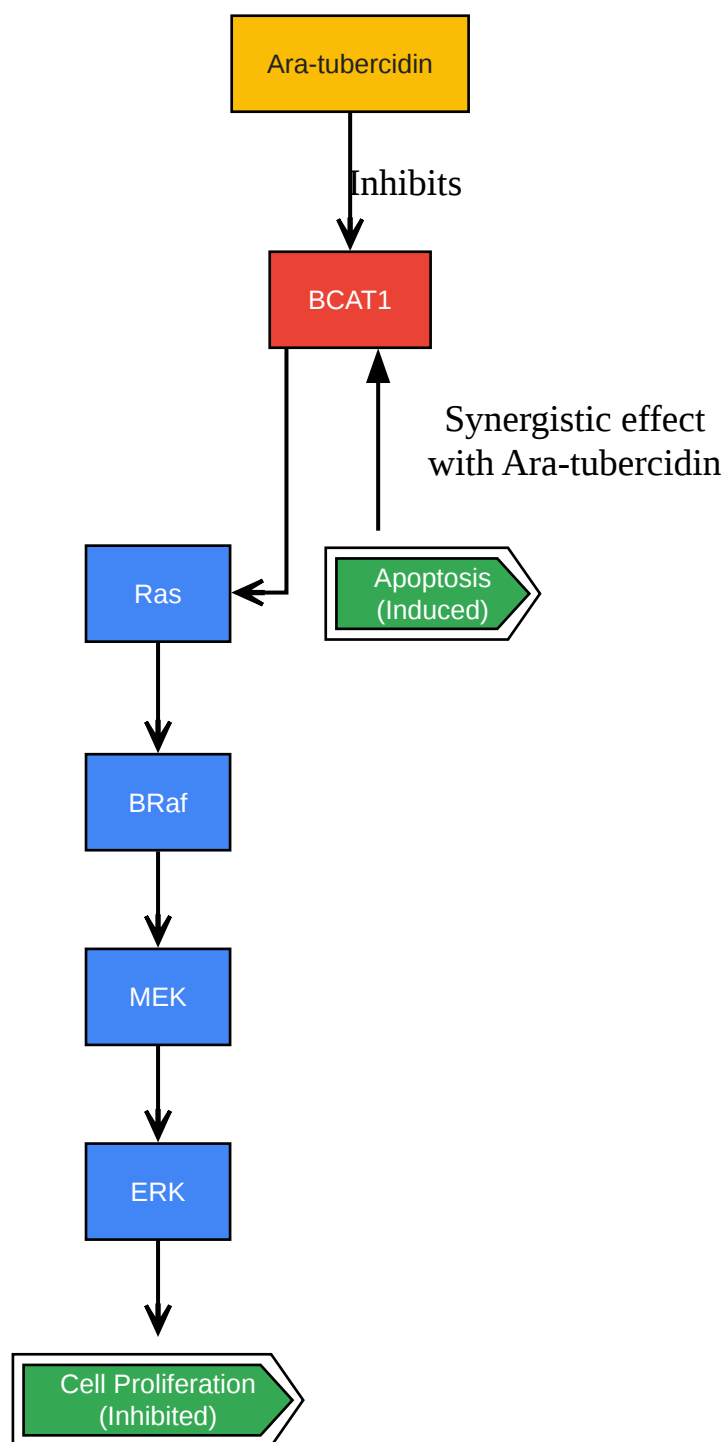 Ara-tubercidin
Inhibits
BCAT1
Synergistic effect
with Ara-tubercidin
Ras
Apoptosis
(Induced)
BRaf
MEK
ERK
Cell Proliferation
(Inhibited)